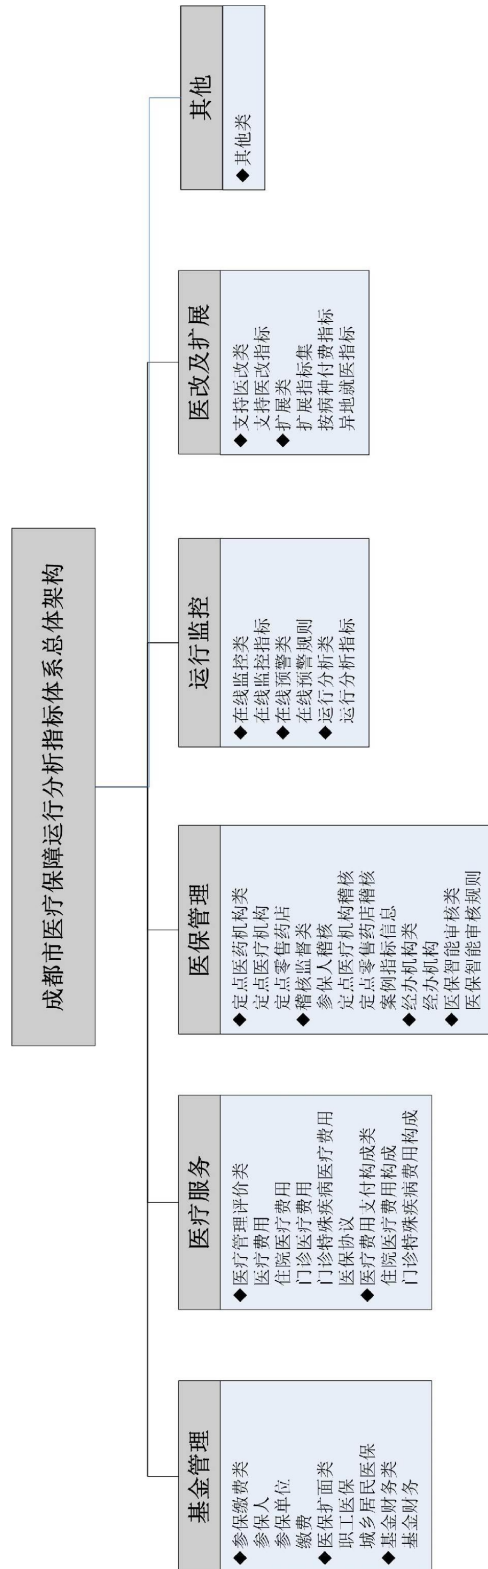 成都市医疗保障运行分析指标体系总体架构
基金管理
◆参保缴费类
参保人
参保单位
缴费
◆医保扩面类
职工医保
城乡居民医保
◆基金财务类
基金财务
医疗服务
◆医疗管理评价类
医疗费用
住院医疗费用
门诊医疗费用
门诊特殊疾病医疗费用
医保协议
◆医疗费用支付构成类
住院医疗费用构成
门诊特殊疾病费用构成
医保管理
◆定点医药机构类
定点医疗机构
定点零售药店
◆稽核监督类
参保人稽核
定点医疗机构稽核
定点零售药店稽核
案例指标信息
◆经办机构类
经办机构
◆医保智能审核类
医保智能审核规则
运行监控
◆在线监控类
在线监控指标
◆在线预警类
在线预警规则
◆运行分析类
运行分析指标
医改及扩展
◆支持医改类
支持医改指标
◆扩展类
扩展指标集
按病种付费指标
异地就医指标
其他
◆其他类